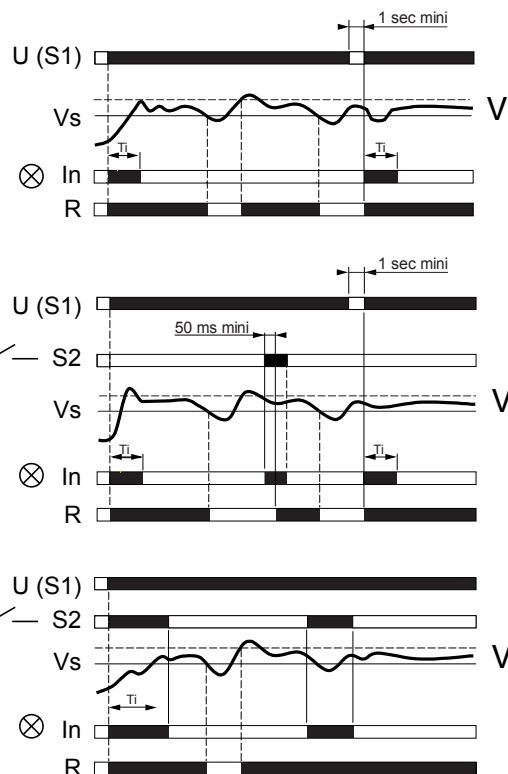 1 sec mini
U (S1)
Vs
V
Ti
Ti
In
R
1 sec mini
U (S1)
50 ms mini
S2
Vs
V
Ti
Ti
In
R
U (S1)
S2
Vs
V
Ti
In
R